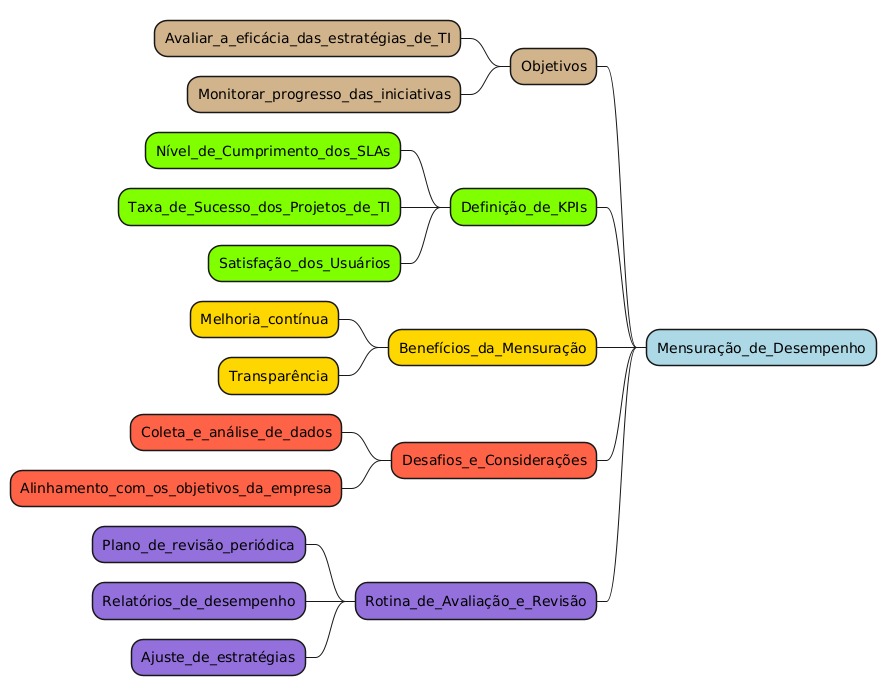 Avaliar_a_eficácia_das_estratégias_de_TI
Objetivos
Monitorar_progresso_das_iniciativas
Nível_de_Cumprimento_dos_SLAs
Taxa_de_Sucesso_dos_Projetos_de_TI
Definição_de_KPIs
Satisfação_dos_Usuários
Melhoria_contínua
Benefícios_da_Mensuração
Mensuração_de_Desempenho
Transparência
Coleta_e_análise_de_dados
Desafios_e_Considerações
Alinhamento_com_os_objetivos_da_empresa
Plano_de_revisão_periódica
Relatórios_de_desempenho
Rotina_de_Avaliação_e_Revisão
Ajuste_de_estratégias